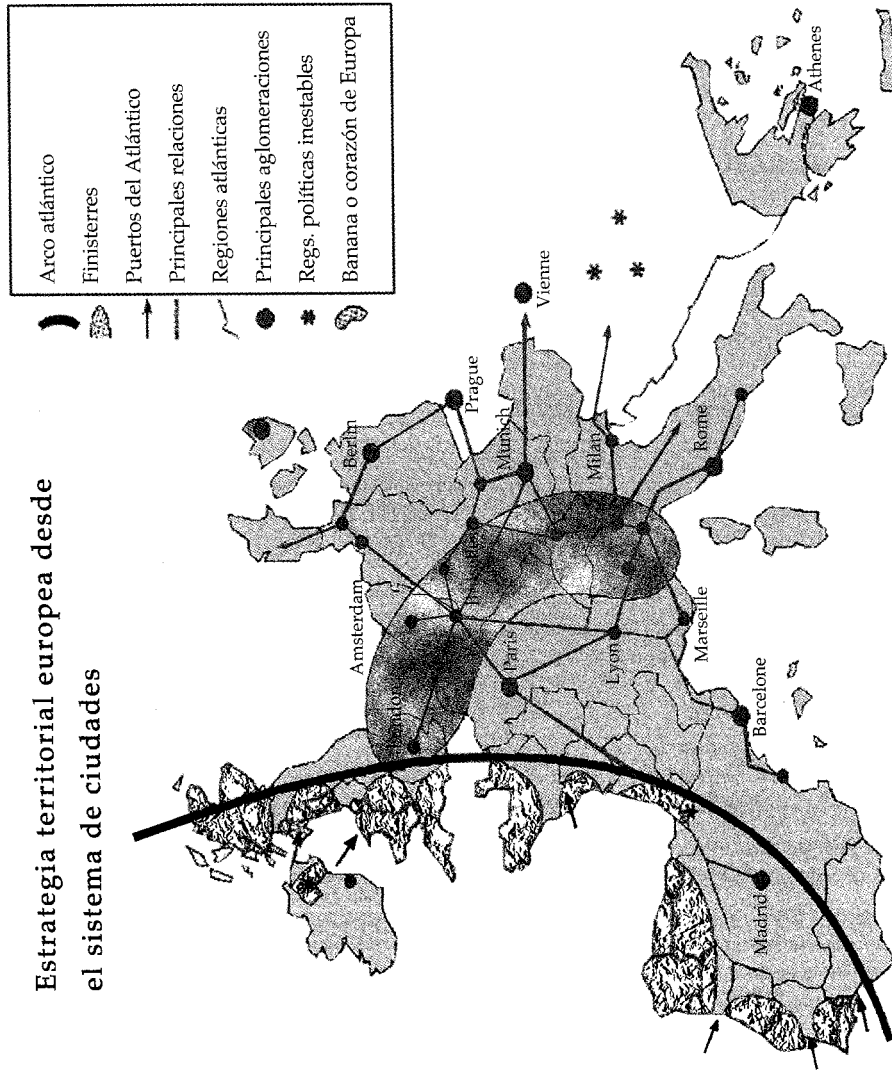 Estrategia territorial europea desde
el sistema de ciudades
Arco atlántico
Finisterres
Puertos del Atlántico
Principales relaciones
Regiones atlánticas
Principales aglomeraciones
Regs. políticas inestables
Banana o corazón de Europa
Berlin
Prague
Amsterdam
Munich
Vienne
Paris
Lyon
Milan
Marseille
Rome
Barcelone
Madrid
Athenes